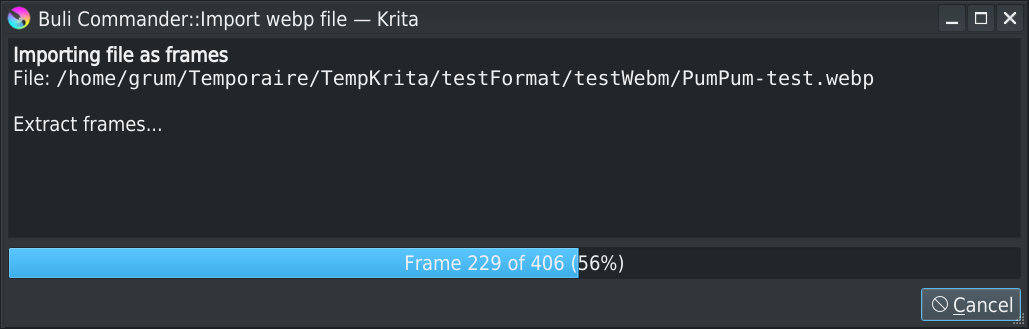 Buli Commander::Import webp file — Krita
Importing file as frames
File: /home/grum/Temporaire/TempKrita/testFormat/testWebm/PumPum-test.webp
Extract frames...
Frame 229 of 406 (56%)
Cancel